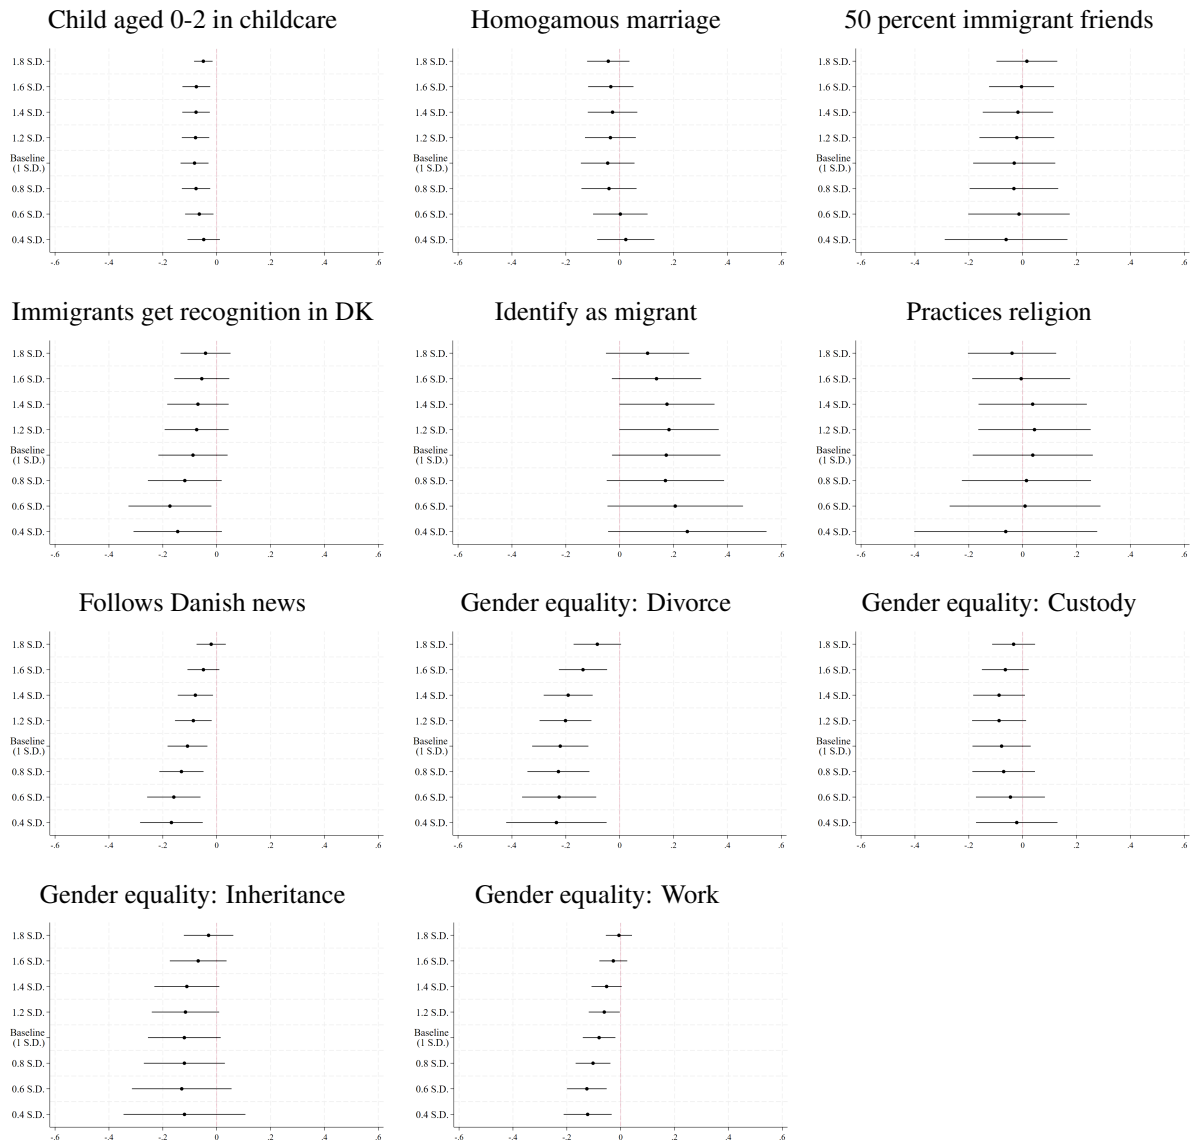 Child aged 0-2 in childcare
1.8 S.D.
1.6 S.D.
1.4 S.D.
1.2 S.D.
Baseline
(1 S.D.)
0.8 S.D.
0.6 S.D.
0.4 S.D.
-.6 -.4 -.2 0 .2 .4 .6
Homogamous marriage
1.8 S.D.
1.6 S.D.
1.4 S.D.
1.2 S.D.
Baseline
(1 S.D.)
0.8 S.D.
0.6 S.D.
0.4 S.D.
-.6 -.4 -.2 0 .2 .4 .6
50 percent immigrant friends
1.8 S.D.
1.6 S.D.
1.4 S.D.
1.2 S.D.
Baseline
(1 S.D.)
0.8 S.D.
0.6 S.D.
0.4 S.D.
-.6 -.4 -.2 0 .2 .4 .6
Immigrants get recognition in DK
1.8 S.D.
1.6 S.D.
1.4 S.D.
1.2 S.D.
Baseline
(1 S.D.)
0.8 S.D.
0.6 S.D.
0.4 S.D.
-.6 -.4 -.2 0 .2 .4 .6
Identify as migrant
1.8 S.D.
1.6 S.D.
1.4 S.D.
1.2 S.D.
Baseline
(1 S.D.)
0.8 S.D.
0.6 S.D.
0.4 S.D.
-.6 -.4 -.2 0 .2 .4 .6
Practices religion
1.8 S.D.
1.6 S.D.
1.4 S.D.
1.2 S.D.
Baseline
(1 S.D.)
0.8 S.D.
0.6 S.D.
0.4 S.D.
-.6 -.4 -.2 0 .2 .4 .6
Follows Danish news
1.8 S.D.
1.6 S.D.
1.4 S.D.
1.2 S.D.
Baseline
(1 S.D.)
0.8 S.D.
0.6 S.D.
0.4 S.D.
-.6 -.4 -.2 0 .2 .4 .6
Gender equality: Divorce
1.8 S.D.
1.6 S.D.
1.4 S.D.
1.2 S.D.
Baseline
(1 S.D.)
0.8 S.D.
0.6 S.D.
0.4 S.D.
-.6 -.4 -.2 0 .2 .4 .6
Gender equality: Custody
1.8 S.D.
1.6 S.D.
1.4 S.D.
1.2 S.D.
Baseline
(1 S.D.)
0.8 S.D.
0.6 S.D.
0.4 S.D.
-.6 -.4 -.2 0 .2 .4 .6
Gender equality: Inheritance
1.8 S.D.
1.6 S.D.
1.4 S.D.
1.2 S.D.
Baseline
(1 S.D.)
0.8 S.D.
0.6 S.D.
0.4 S.D.
-.6 -.4 -.2 0 .2 .4 .6
Gender equality: Work
1.8 S.D.
1.6 S.D.
1.4 S.D.
1.2 S.D.
Baseline
(1 S.D.)
0.8 S.D.
0.6 S.D.
0.4 S.D.
-.6 -.4 -.2 0 .2 .4 .6